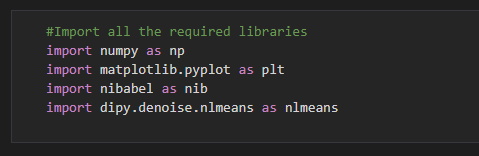 #Import all the required libraries
import numpy as np
import matplotlib.pyplot as plt
import nibabel as nib
import dipy.denoise.nlmeans as nlmeans